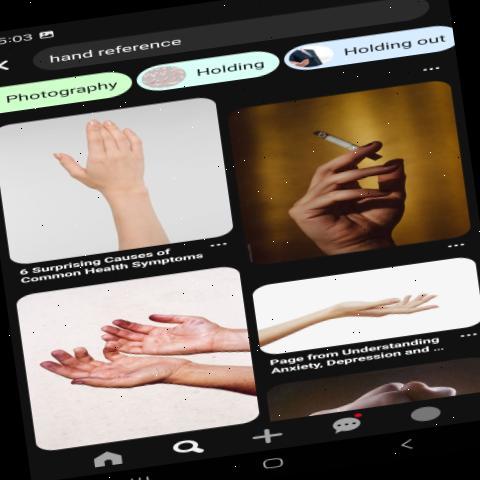 5:03
hand reference
Photography
Holding
Holding out
6 Surprising Causes of
Common Health Symptoms
Page from Understanding
Anxiety, Depression and ...